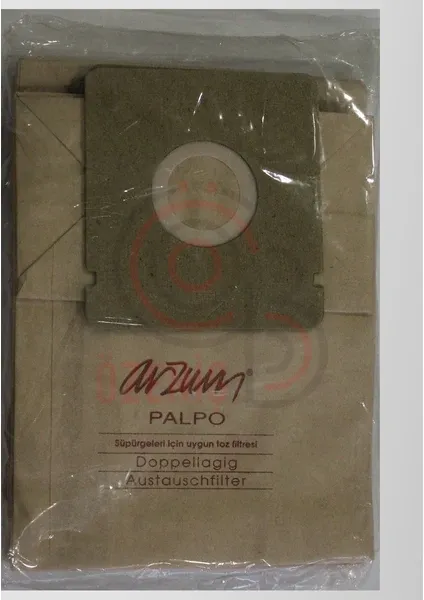 arzum®
PALPO
Süpürgeleri için uygun toz filtresi
Doppellagig
Austauschfilter